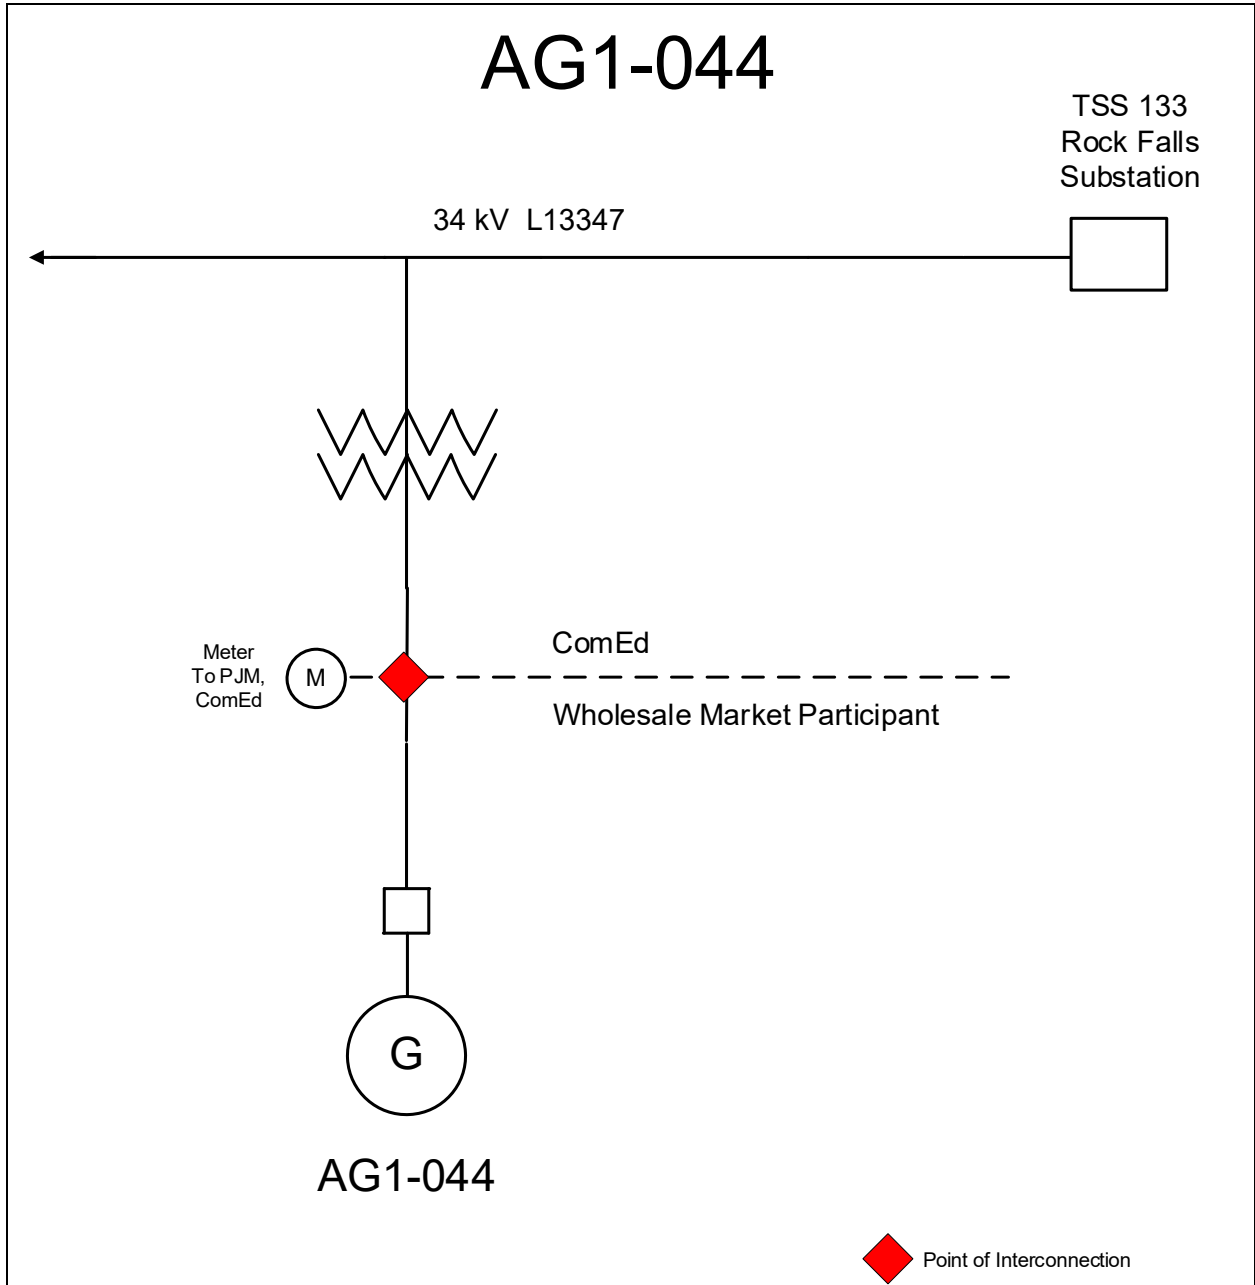 AG1-044
TSS 133
Rock Falls
Substation
34 kV L13347
Meter
To PJM,
ComEd
M
ComEd
Wholesale Market Participant
G
AG1-044
Point of Interconnection